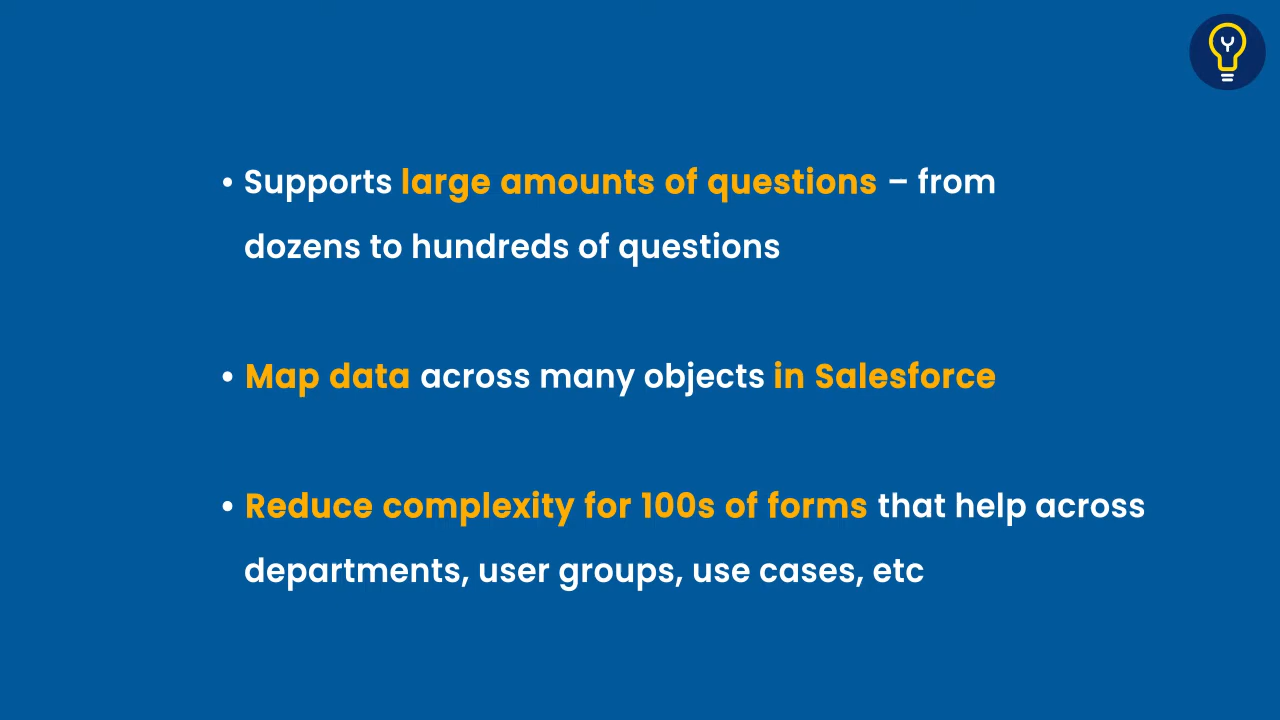 • Supports large amounts of questions – from
dozens to hundreds of questions
• Map data across many objects in Salesforce
• Reduce complexity for 100s of forms that help across
departments, user groups, use cases, etc